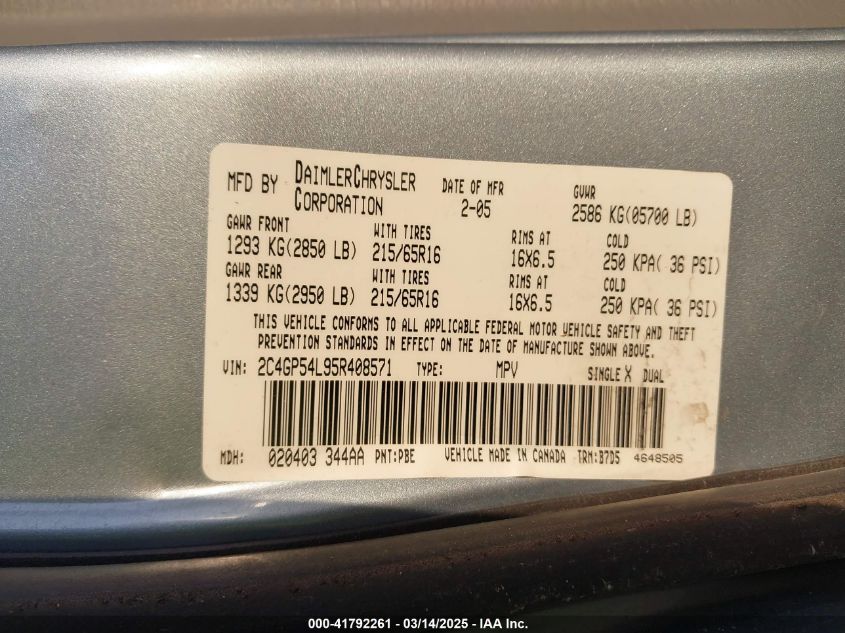 MFD BY DAIMLERCHRYSLER CORPORATION DATE OF MFR 2-05 GVWR 2586 KG(05700 LB)
GAWR FRONT WITH TIRES RIMS AT COLD
1293 KG(2850 LB) 215/65R16 16X6.5 250 KPA( 36 PSI)
GAWR REAR WITH TIRES RIMS AT COLD
1339 KG(2950 LB) 215/65R16 16X6.5 250 KPA( 36 PSI)
THIS VEHICLE CONFORMS TO ALL APPLICABLE FEDERAL MOTOR VEHICLE SAFETY AND THEFT
PREVENTION STANDARDS IN EFFECT ON THE DATE OF MANUFACTURE SHOWN ABOVE.
VIN: 2C4GP54L95R408571 TYPE: MPV SINGLE X DUAL
MDH: 020403 344AA PNT:PBE VEHICLE MADE IN CANADA TRM:B7D5 4648505
000-41792261 - 03/14/2025 - IAA Inc.